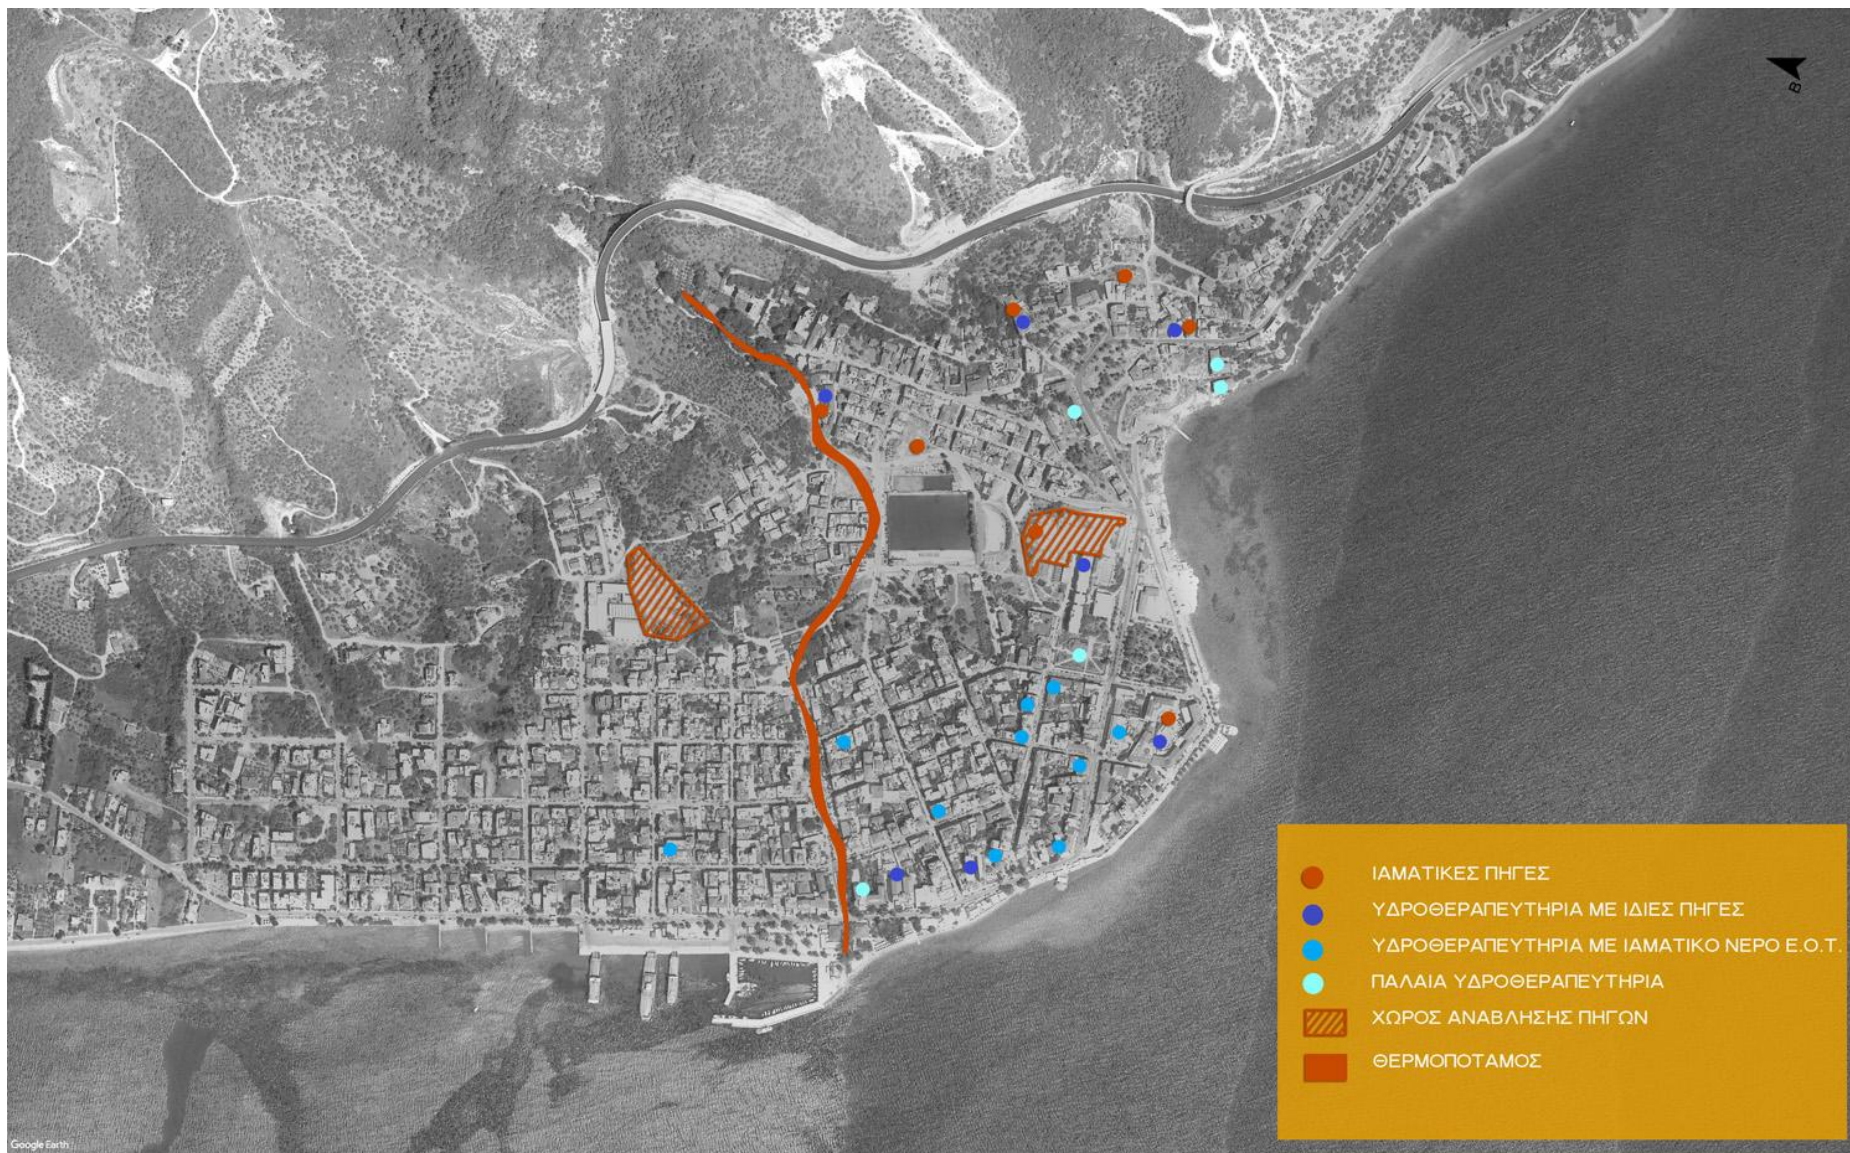 Β
ΙΑΜΑΤΙΚΕΣ ΠΗΓΕΣ
ΥΔΡΟΘΕΡΑΠΕΥΤΗΡΙΑ ΜΕ ΙΔΙΕΣ ΠΗΓΕΣ
ΥΔΡΟΘΕΡΑΠΕΥΤΗΡΙΑ ΜΕ ΙΑΜΑΤΙΚΟ ΝΕΡΟ Ε.Ο.Τ.
ΠΑΛΑΙΑ ΥΔΡΟΘΕΡΑΠΕΥΤΗΡΙΑ
ΧΩΡΟΣ ΑΝΑΒΛΗΣΗΣ ΠΗΓΩΝ
ΘΕΡΜΟΠΟΤΑΜΟΣ
Google Earth